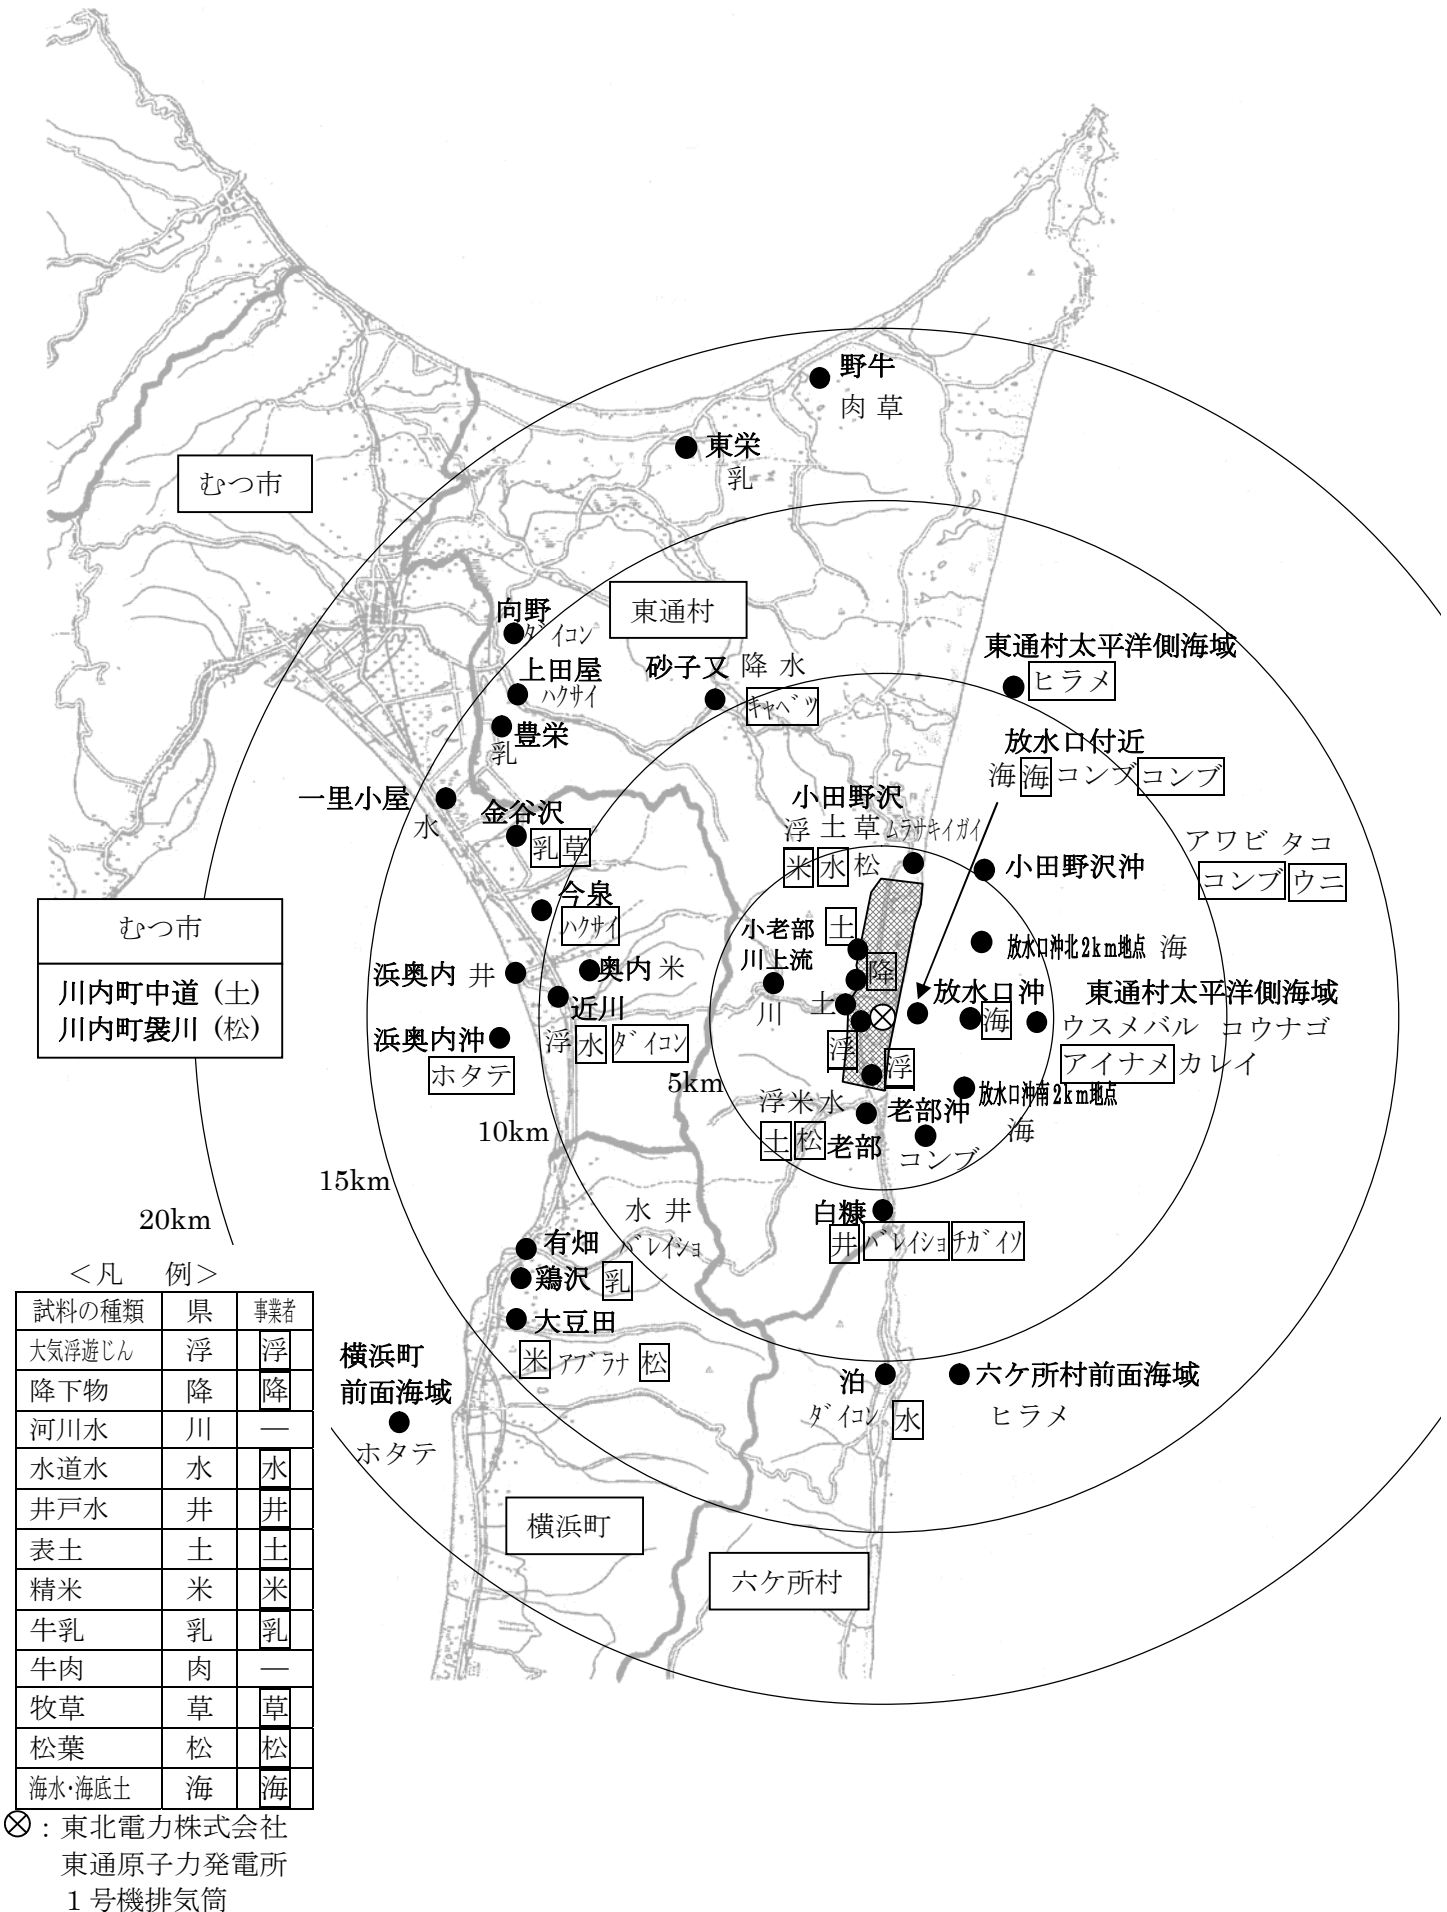 野牛
肉 草
東栄
乳
むつ市
東通村
向野
ダイコン
上田屋
ハクサイ
豊栄
乳
砂子又 降 水
キャベツ
東通村太平洋側海域
ヒラメ
放水口付近
海 海 コンブ コンブ
一里小屋
水
金谷沢
乳 草
小田野沢
浮 土 草 ムラサキイガイ
米 水 松
小田野沢沖
アワビ タコ
コンブ ウニ
今泉
ハクサイ
むつ市
川内町中道 (土)
川内町袰川 (松)
浜奥内 井
奥内 米
近川
浮 水 ダイコン
浜奥内沖
ホタテ
小老部
川上流
川
土
降
土
浮
浮
放水口沖北2km地点 海
放水口沖
海
東通村太平洋側海域
ウスメバル コウナゴ
アイナメ カレイ
放水口沖南2km地点
海
浮 米 水
土 松 老部
老部沖
コンブ
5km
10km
15km
20km
白糠
井 バレイショ チガイソ
水 井
有畑 バレイショ
鶏沢 乳
大豆田
米 アブラナ 松
横浜町
前面海域
ホタテ
泊
ダイコン 水
六ケ所村前面海域
ヒラメ
横浜町
六ケ所村
<凡 例>
試料の種類 県 事業者
大気浮遊じん 浮 浮
降下物 降 降
河川水 川 ―
水道水 水 水
井戸水 井 井
表土 土 土
精米 米 米
牛乳 乳 乳
牛肉 肉 ―
牧草 草 草
松葉 松 松
海水・海底土 海 海
⊗：東北電力株式会社
東通原子力発電所
１号機排気筒